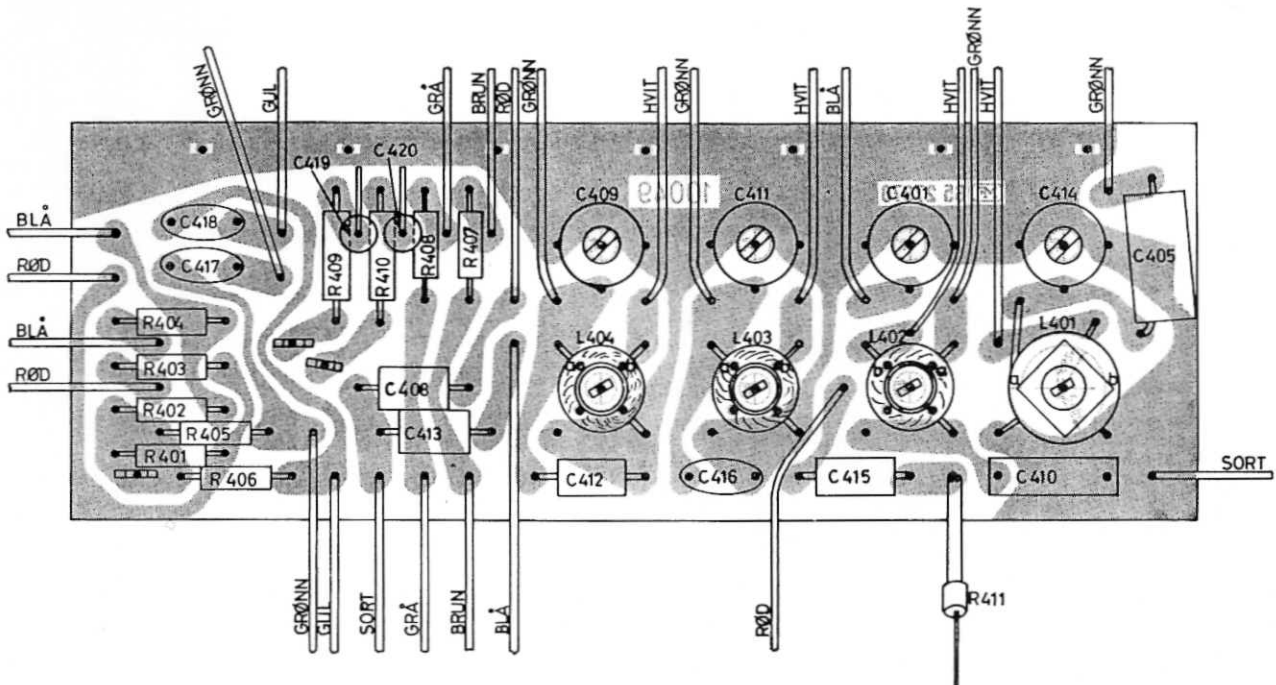 GRØNN
GUL
GRÅ
BRUN
RØD
GRØNN
HVIT
GRØNN
HVIT
BLÅ
HVIT
GRØNN
HVIT
GRØNN
C419
C420
C409
10049
C411
C401
C414
BLÅ
C418
RØD
C417
R409
R410
R408
R407
C405
BLÅ
R404
L404
L403
L402
L401
RØD
R403
C408
R402
R405
C413
R401
R406
C412
C416
C415
C410
SORT
GRØNN
GUL
SORT
GRÅ
BRUN
BLÅ
RØD
R411